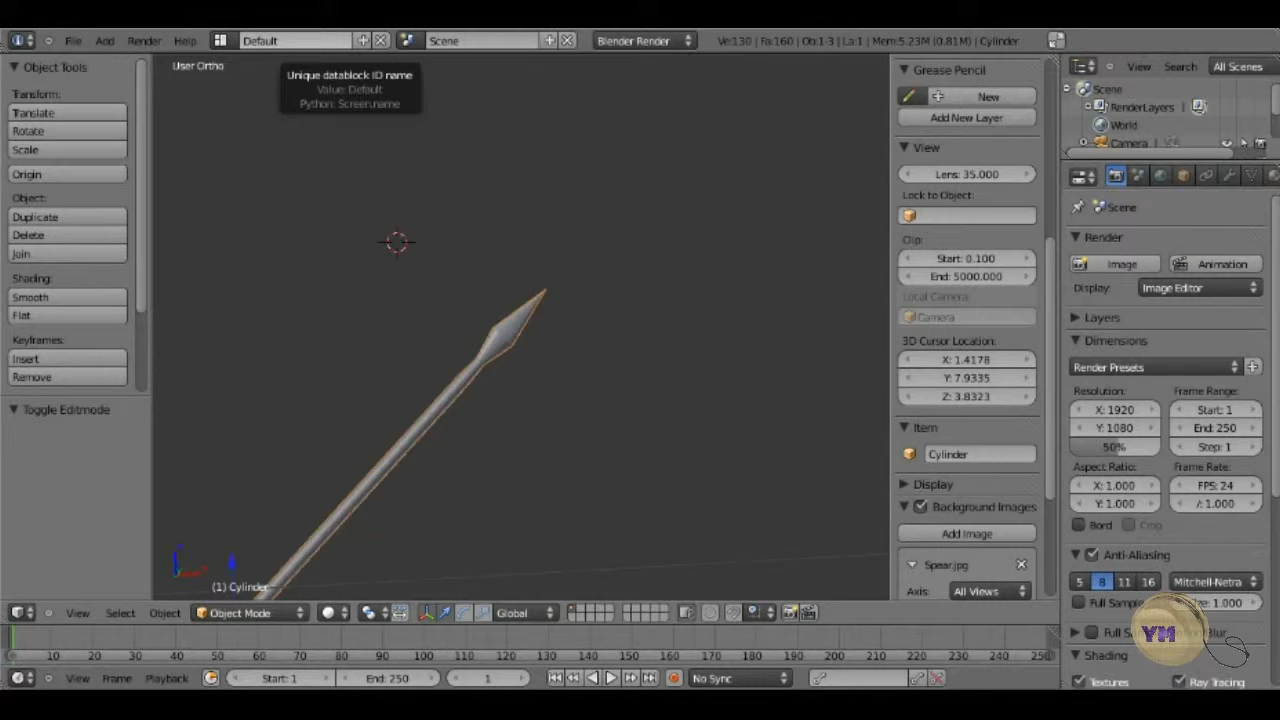 File Add Render Help Default Scene Blender Render Ve:130 | Fa:160 | Ob:1-3 | La:1 | Mem:5.23M (0.81M) | Cylinder
Object Tools
Transform:
Translate
Rotate
Scale
Origin
Object:
Duplicate
Delete
Join
Shading:
Smooth
Flat
Keyframes:
Insert
Remove
Toggle Editmode
User Ortho
Unique datablock ID name
Value: Default
Python: Screen.name
(1) Cylinder
Grease Pencil
New
Add New Layer
View
Lens: 35.000
Lock to Object:
Clip:
Start: 0.100
End: 5000.000
Local Camera
Camera
3D Cursor Location:
X: 1.4178
Y: 7.9335
Z: 3.8323
Item
Cylinder
Display
Background Images
Add Image
Spear.jpg
Axis: All Views
View Search All Scenes
Scene
RenderLayers
World
Camera
Scene
Render
Image Animation
Display: Image Editor
Layers
Dimensions
Render Presets
Resolution: Frame Range:
X: 1920 Start: 1
Y: 1080 End: 250
50% Step: 1
Aspect Ratio: Frame Rate:
X: 1.000 FPS: 24
Y: 1.000 /: 1.000
Bord Crop
Anti-Aliasing
5 8 11 16 Mitchell-Netra
Full Sample Size: 1.000
Blur
Shading
Textures Ray Tracing
YM
View Select Object Object Mode Global
10 20 30 40 50 60 70 80 90 100 110 120 130 140 150 160 170 180 190 200 210 220 230 240 250
View Frame Playback Start: 1 End: 250 1 No Sync